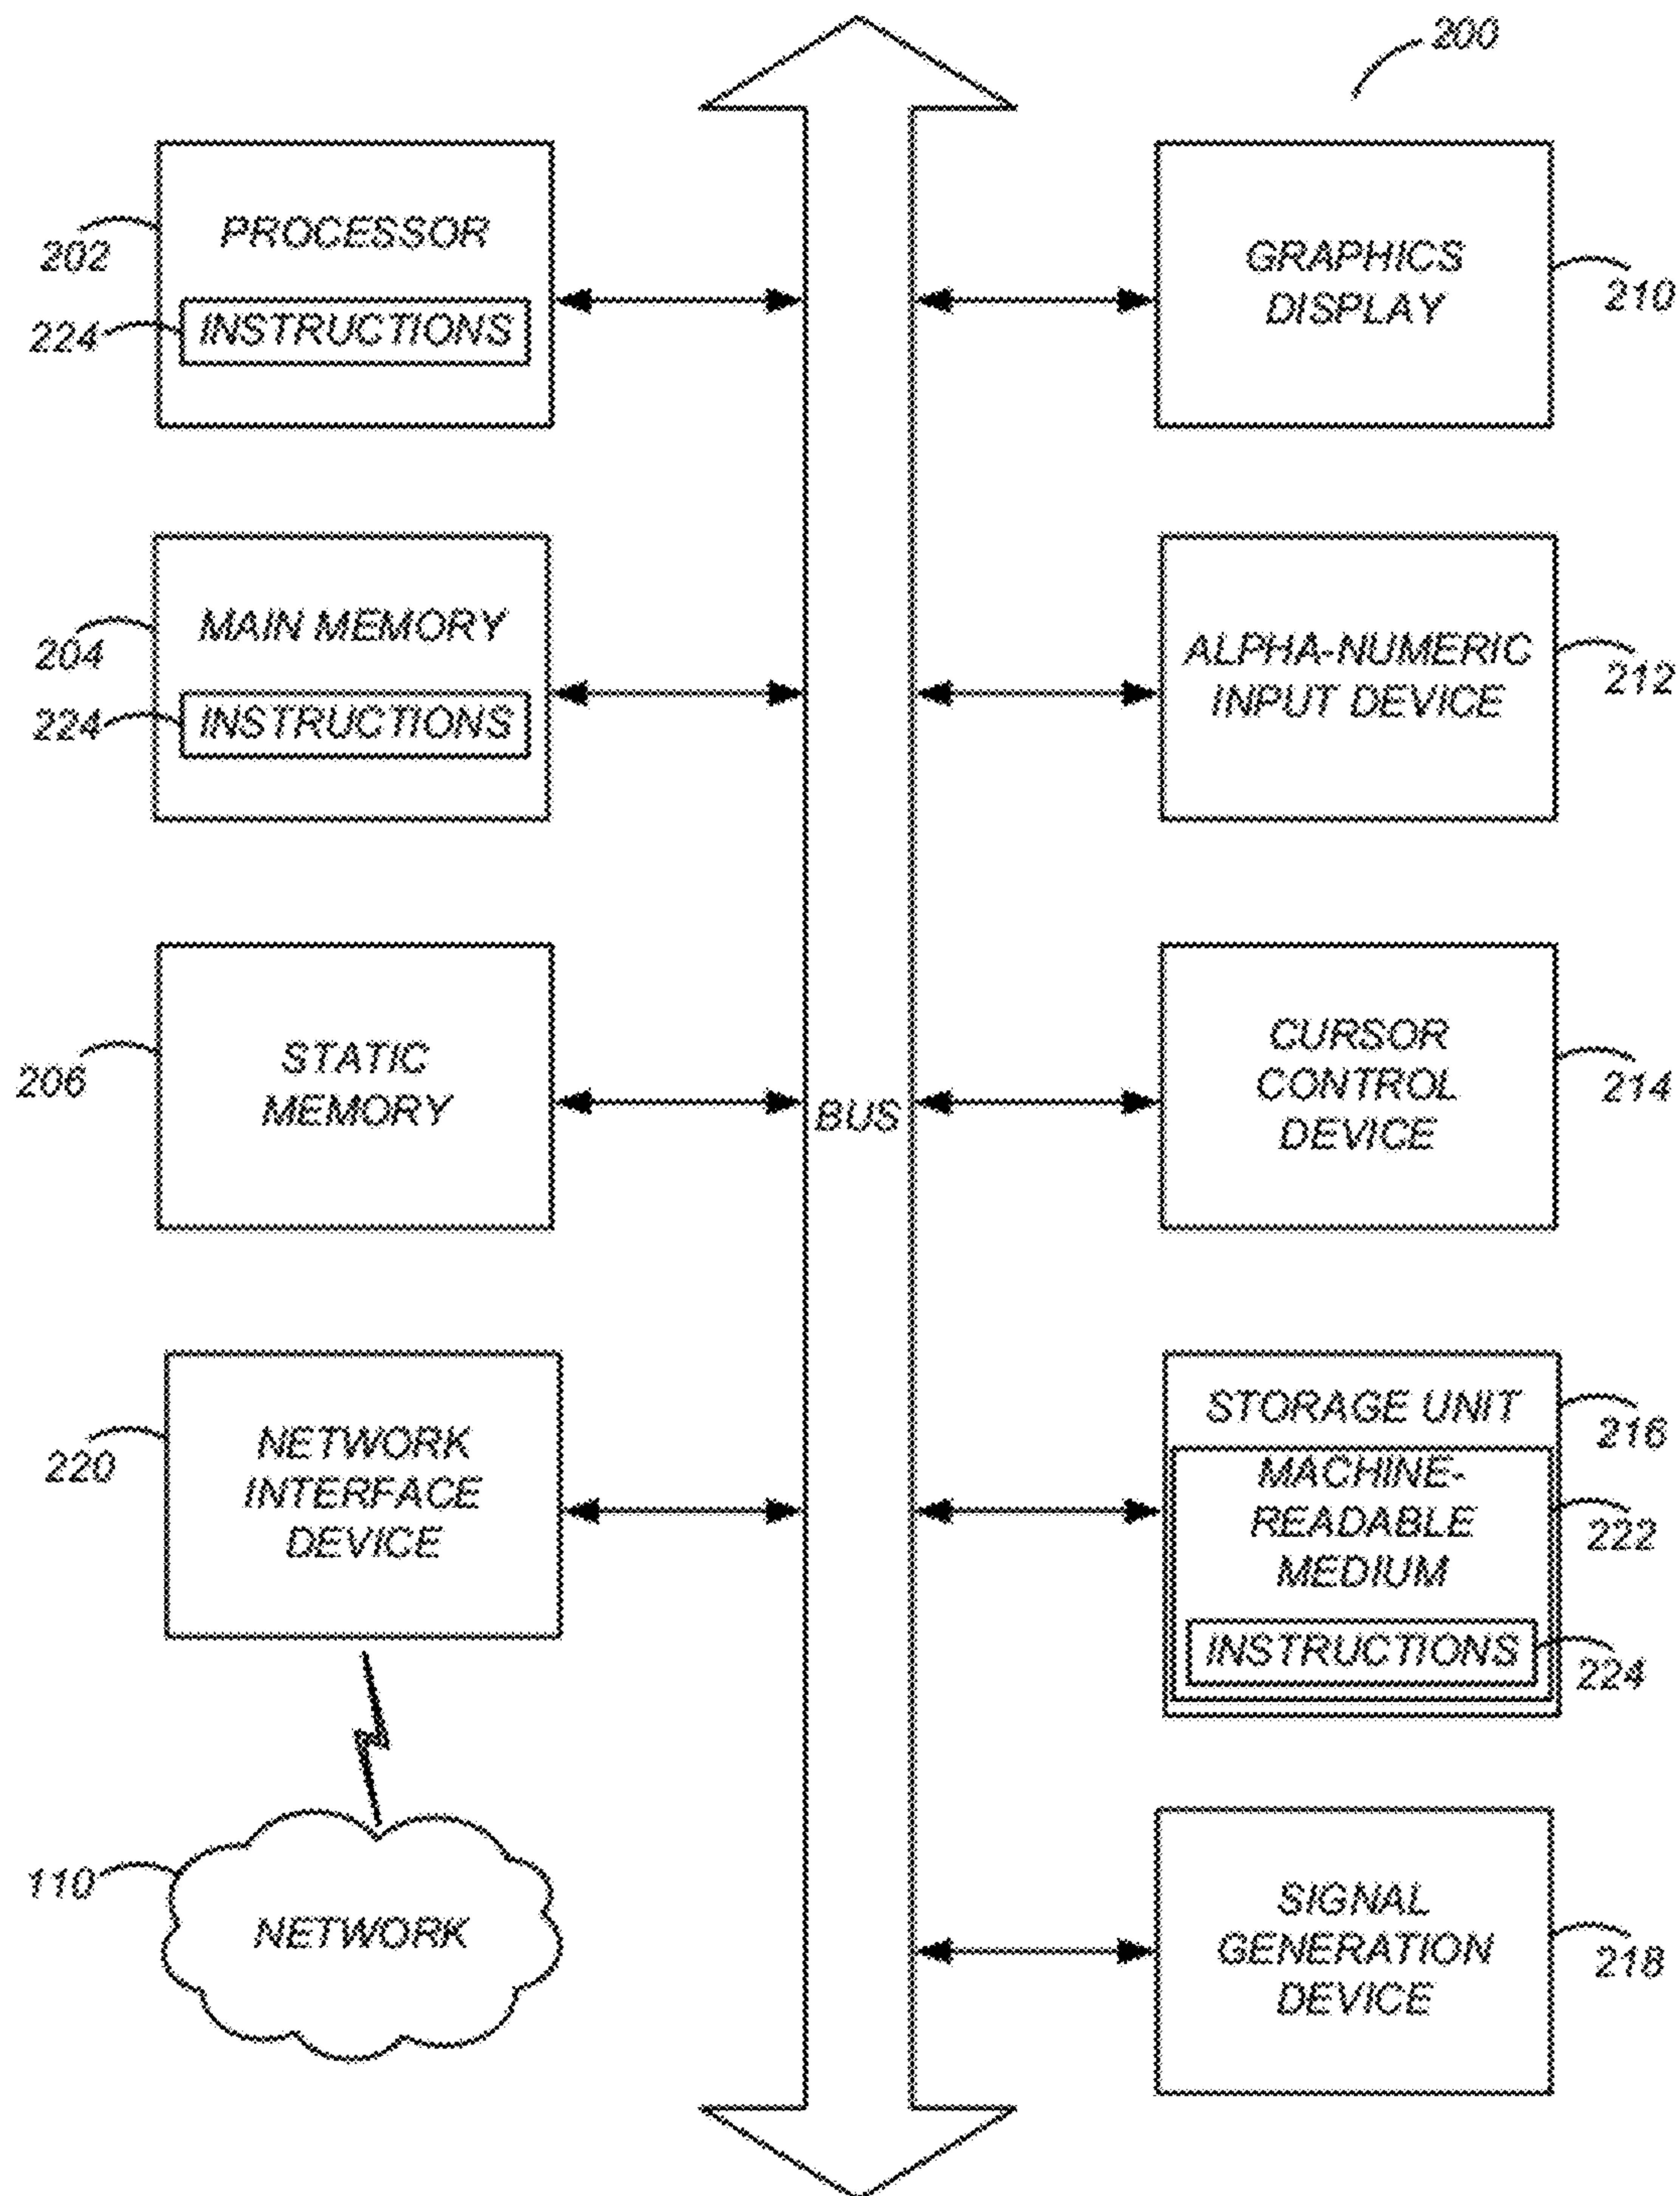 200
PROCESSOR
202
INSTRUCTIONS
224
GRAPHICS
DISPLAY
210
MAIN MEMORY
204
INSTRUCTIONS
224
ALPHA-NUMERIC
INPUT DEVICE
212
STATIC
MEMORY
206
BUS
CURSOR
CONTROL
DEVICE
214
NETWORK
INTERFACE
DEVICE
220
STORAGE UNIT
216
MACHINE-
READABLE
MEDIUM
222
INSTRUCTIONS
224
110
NETWORK
SIGNAL
GENERATION
DEVICE
218